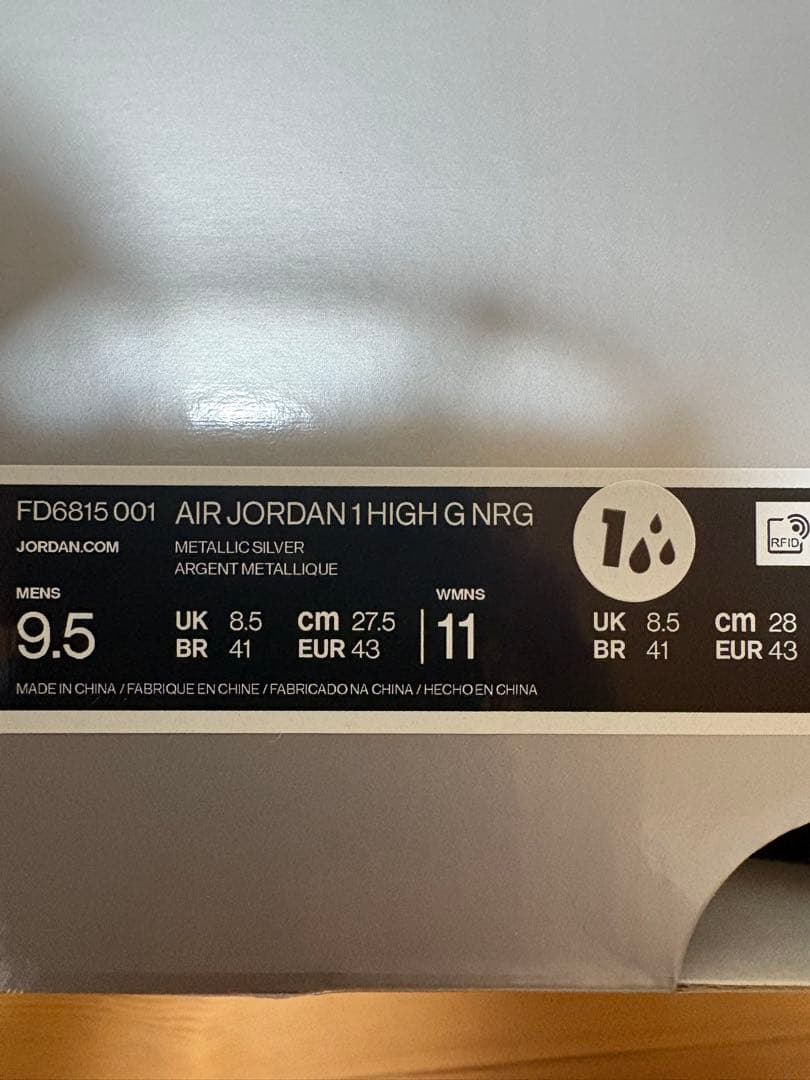 FD6815 001 AIR JORDAN 1 HIGH G NRG
JORDAN.COM METALLIC SILVER
ARGENT METALLIQUE
1
RFID
MENS WMNS
9.5 UK 8.5 cm 27.5 11 UK 8.5 cm 28
BR 41 EUR 43 BR 41 EUR 43
MADE IN CHINA / FABRIQUE EN CHINE / FABRICADO NA CHINA / HECHO EN CHINA